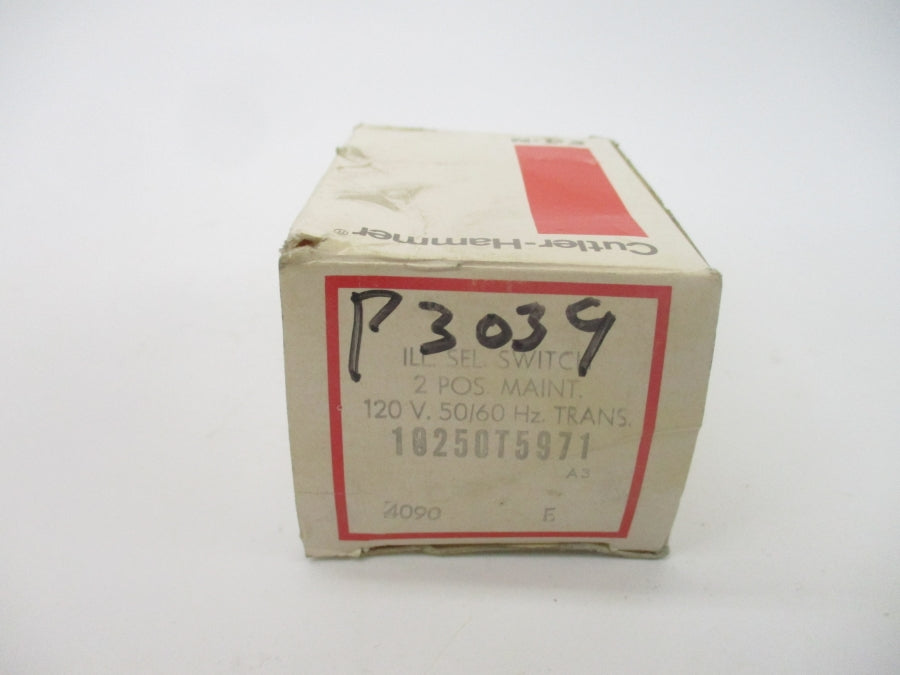 Cutler-Hammer®
P3039
ILL. SEL. SWITCH
2 POS. MAINT.
120 V. 50/60 Hz. TRANS.
10250T5971
A3
4090 E